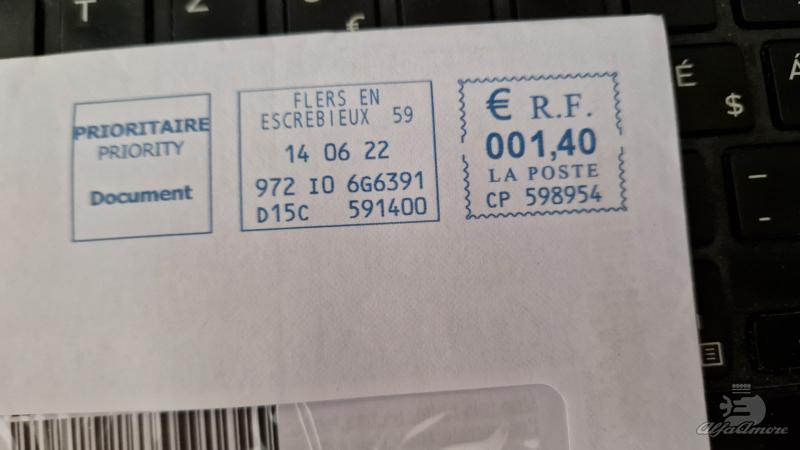 T
Z
€
É
$
Á
PRIORITAIRE
PRIORITY
Document
FLERS EN
ESCREBIEUX 59
14 06 22
972 IO 6G6391
D15C 591400
€ R.F.
001,40
LA POSTE
CP 598954
AlfaAmore